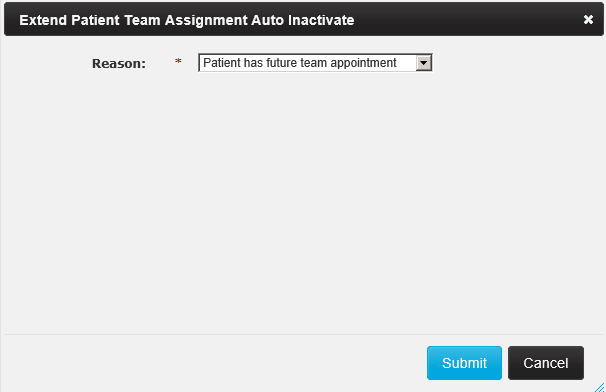 Extend Patient Team Assignment Auto Inactivate
Reason: * Patient has future team appointment
Submit Cancel